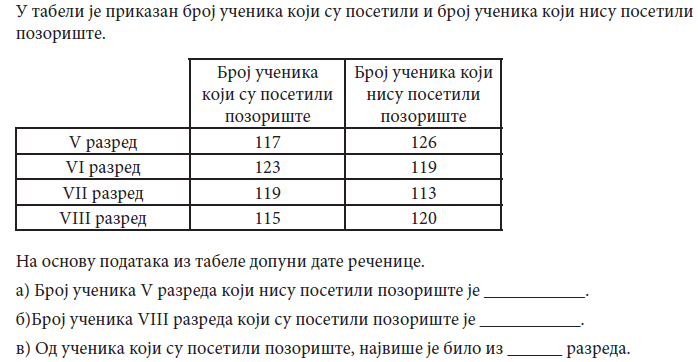 У табели је приказан број ученика који су посетили и број ученика који нису посетили
позориште.
Број ученика који су посетили позориште
Број ученика који нису посетили позориште
V разред 117 126
VI разред 123 119
VII разред 119 113
VIII разред 115 120
На основу података из табеле допуни дате реченице.
а) Број ученика V разреда који нису посетили позориште је ____________.
б)Број ученика VIII разреда који су посетили позориште је ____________.
в) Од ученика који су посетили позориште, највише је било из _______ разреда.